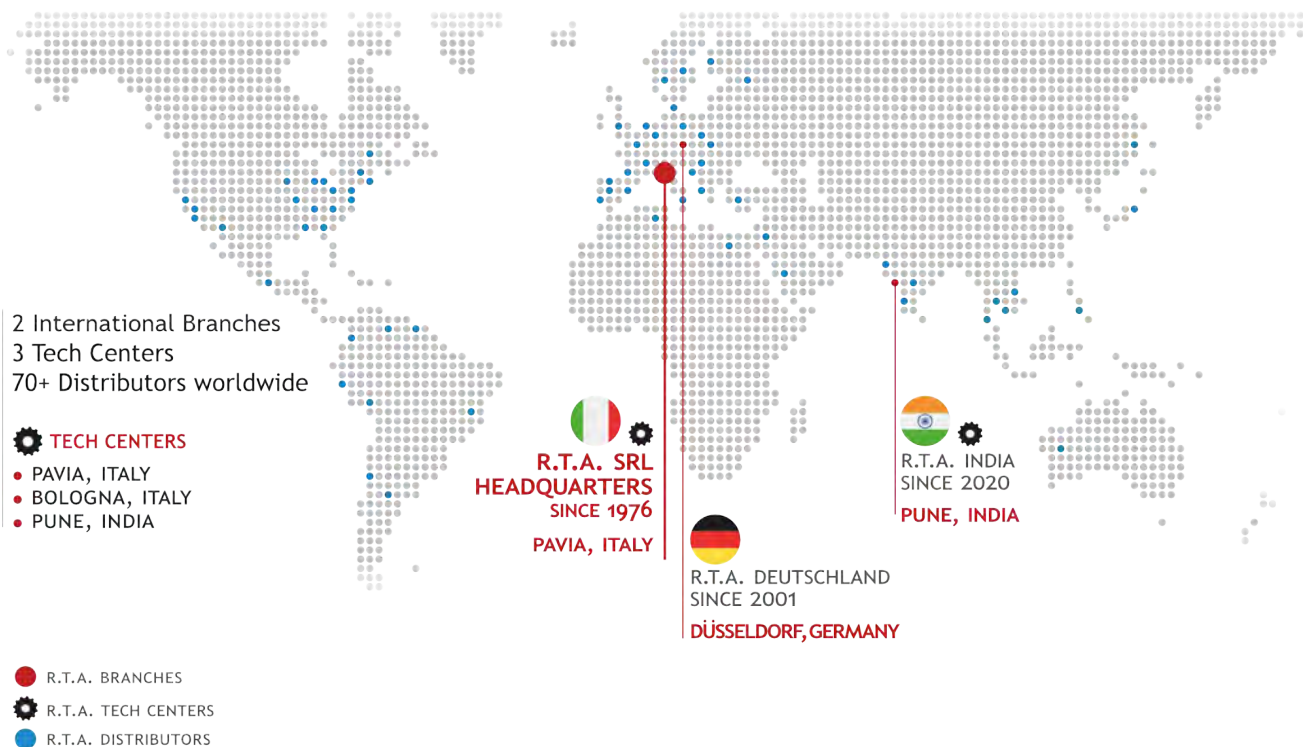 2 International Branches
3 Tech Centers
70+ Distributors worldwide
TECH CENTERS
PAVIA, ITALY
BOLOGNA, ITALY
PUNE, INDIA
R.T.A. SRL
HEADQUARTERS
SINCE 1976
PAVIA, ITALY
R.T.A. DEUTSCHLAND
SINCE 2001
DÜSSELDORF, GERMANY
R.T.A. INDIA
SINCE 2020
PUNE, INDIA
R.T.A. BRANCHES
R.T.A. TECH CENTERS
R.T.A. DISTRIBUTORS